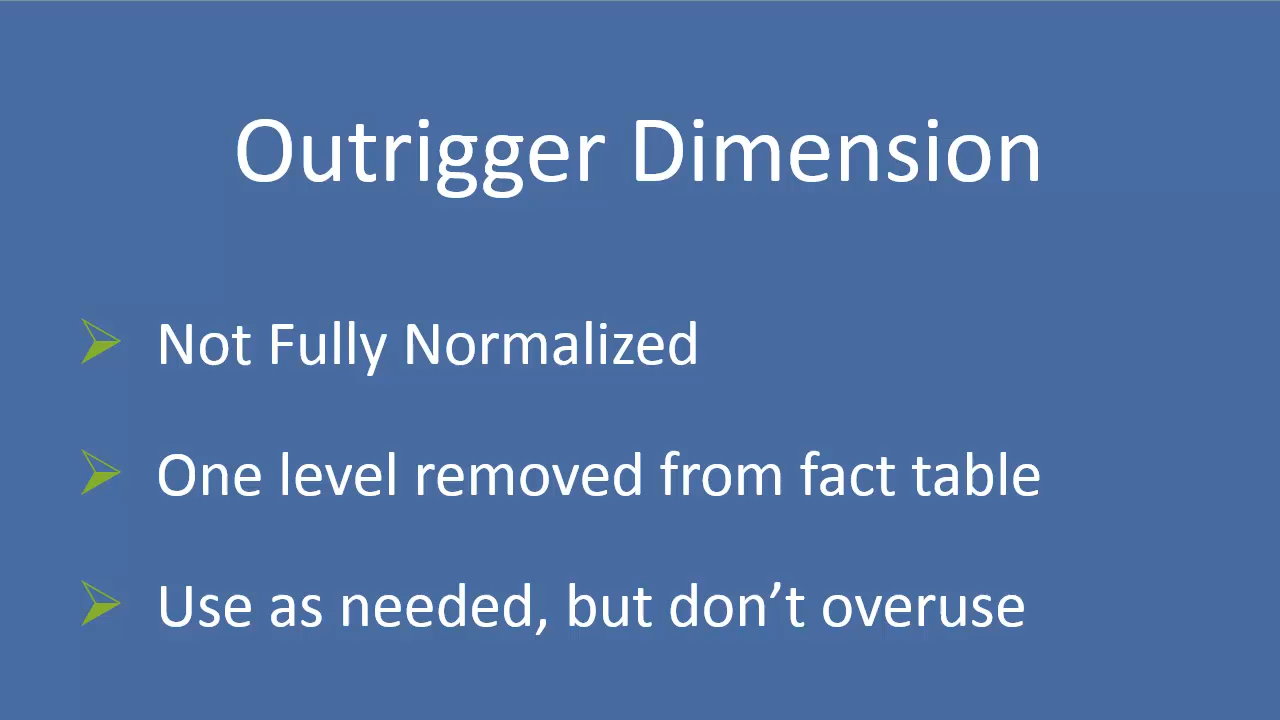 Outrigger Dimension
Not Fully Normalized
One level removed from fact table
Use as needed, but don’t overuse